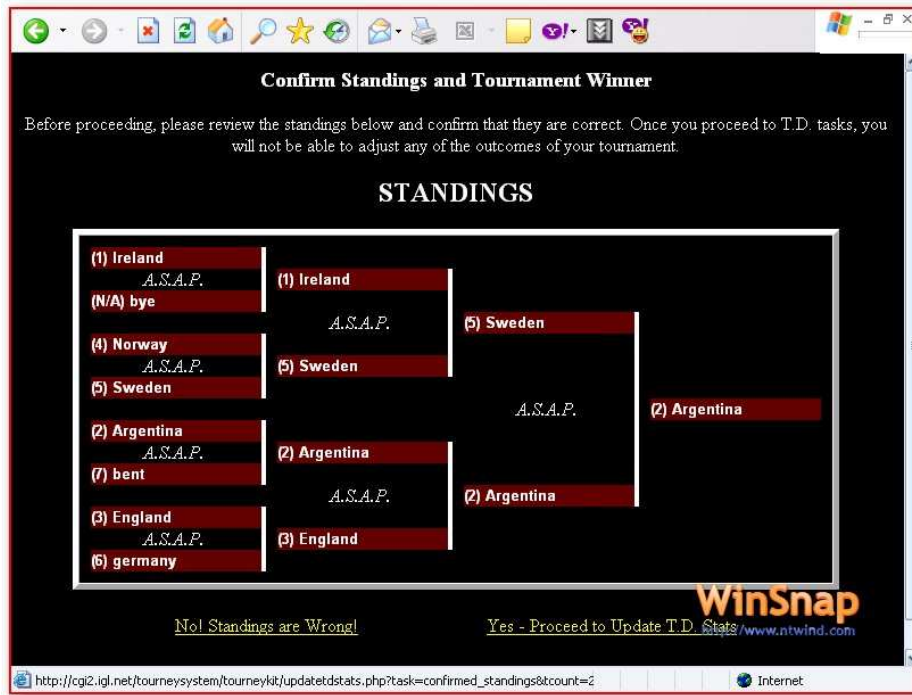 Confirm Standings and Tournament Winner
Before proceeding, please review the standings below and confirm that they are correct. Once you proceed to T.D. tasks, you
will not be able to adjust any of the outcomes of your tournament.
STANDINGS
(1) Ireland
A.S.A.P.
(N/A) bye
(4) Norway
A.S.A.P.
(5) Sweden
(2) Argentina
A.S.A.P.
(7) bent
(3) England
A.S.A.P.
(6) germany
(1) Ireland
A.S.A.P.
(5) Sweden
(2) Argentina
A.S.A.P.
(3) England
(5) Sweden
A.S.A.P.
(2) Argentina
(2) Argentina
No! Standings are Wrong!
Yes - Proceed to Update T.D. Stats
WinSnap
http://www.ntwind.com
http://cgi2.igl.net/tourneysystem/tourneykit/updatetdstats.php?task=confirmed_standings&tcount=2
Internet